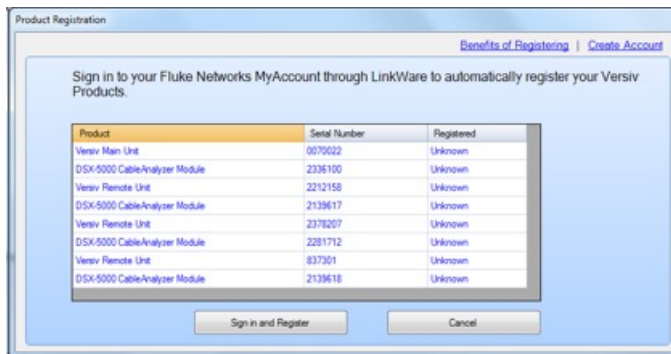 Product Registration
Benefits of Registering | Create Account
Sign in to your Fluke Networks MyAccount through LinkWare to automatically register your Versiv
Products.
Product Serial Number Registered
Versiv Main Unit 0070022 Unknown
DSX-5000 CableAnalyzer Module 2336100 Unknown
Versiv Remote Unit 2212158 Unknown
DSX-5000 CableAnalyzer Module 2139617 Unknown
Versiv Remote Unit 2378207 Unknown
DSX-5000 CableAnalyzer Module 2281712 Unknown
Versiv Remote Unit 837301 Unknown
DSX-5000 CableAnalyzer Module 2139618 Unknown
Sign in and Register Cancel